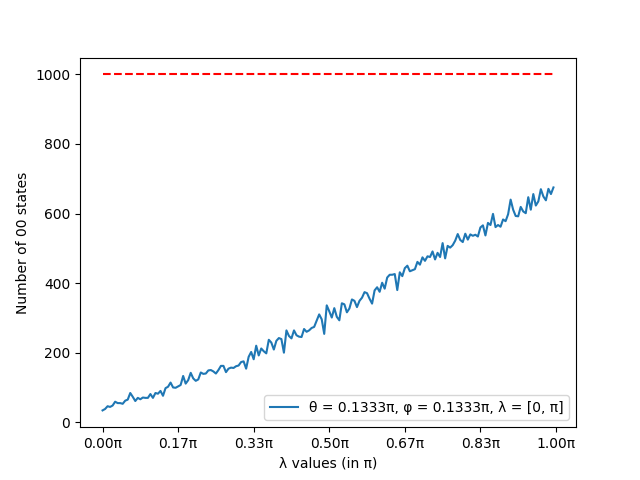 1000
800
600
400
200
0
Number of 00 states
θ = 0.1333π, φ = 0.1333π, λ = [0, π]
0.00π 0.17π 0.33π 0.50π 0.67π 0.83π 1.00π
λ values (in π)